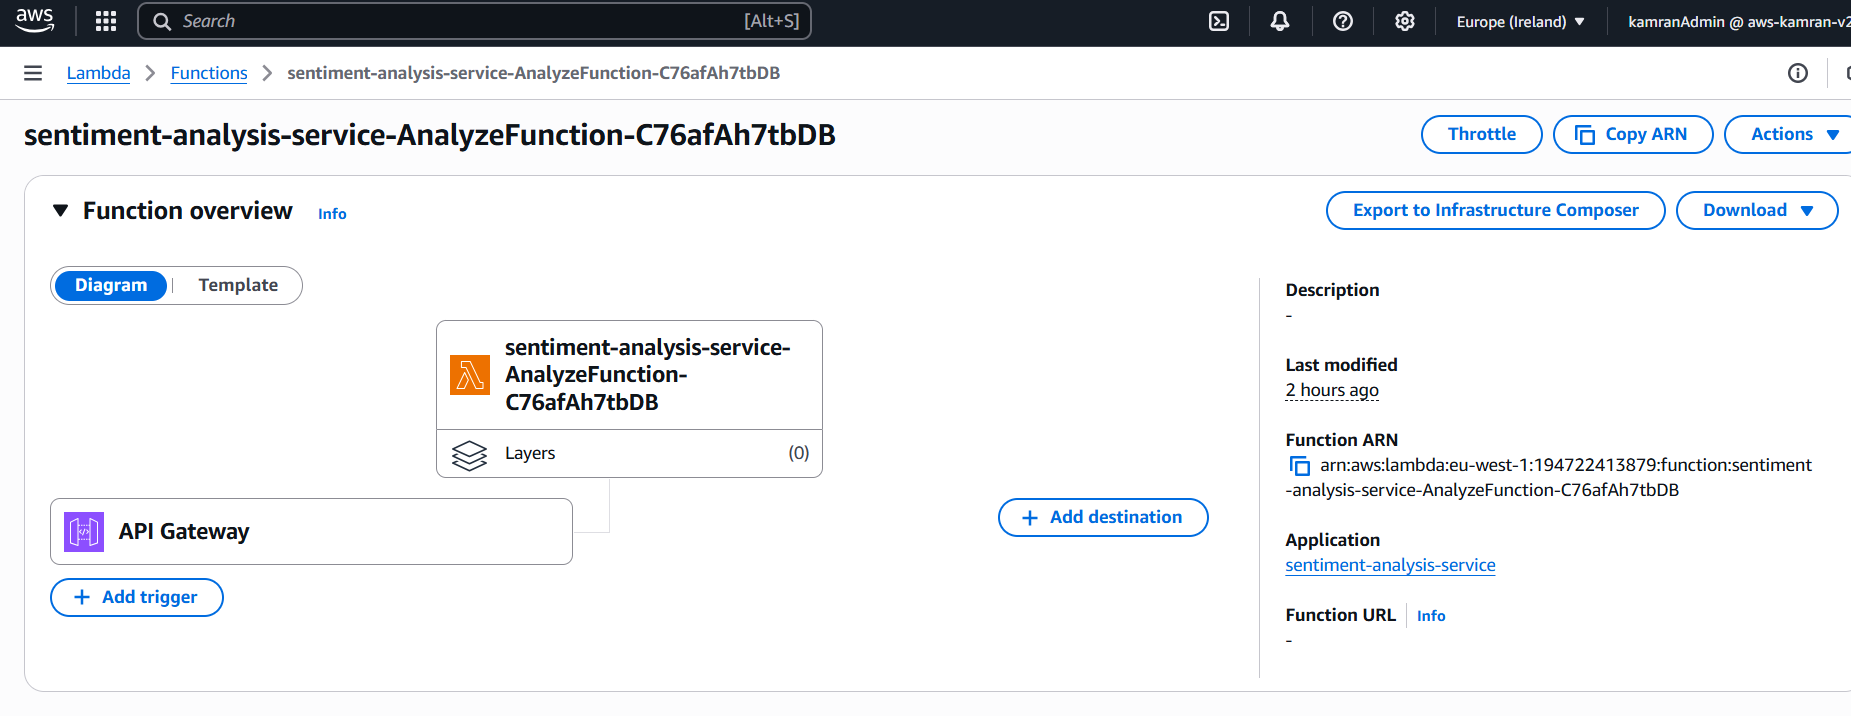 aws
Search [Alt+S]
Europe (Ireland)
kamranAdmin @ aws-kamran-v2
Lambda
Functions
sentiment-analysis-service-AnalyzeFunction-C76afAh7tbDB
sentiment-analysis-service-AnalyzeFunction-C76afAh7tbDB
Throttle
Copy ARN
Actions
Function overview Info
Export to Infrastructure Composer
Download
Diagram
Template
sentiment-analysis-service-
AnalyzeFunction-
C76afAh7tbDB
Layers (0)
API Gateway
+ Add trigger
+ Add destination
Description
-
Last modified
2 hours ago
Function ARN
arn:aws:lambda:eu-west-1:194722413879:function:sentiment
-analysis-service-AnalyzeFunction-C76afAh7tbDB
Application
sentiment-analysis-service
Function URL Info
-